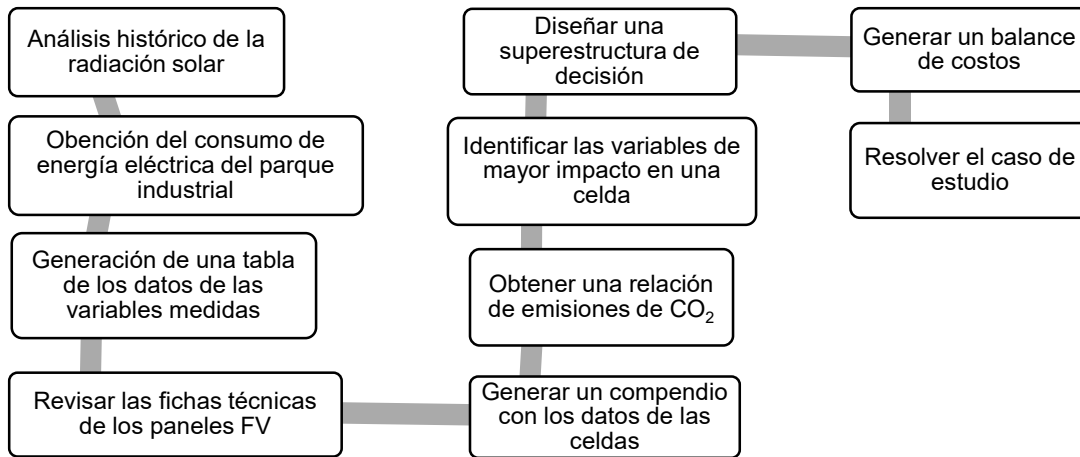 Análisis histórico de la
radiación solar
Obención del consumo de
energía eléctrica del parque
industrial
Generación de una tabla
de los datos de las
variables medidas
Revisar las fichas técnicas
de los paneles FV
Generar un compendio
con los datos de las
celdas
Obtener una relación
de emisiones de CO₂
Identificar las variables de
mayor impacto en una
celda
Diseñar una
superestructura de
decisión
Generar un balance
de costos
Resolver el caso de
estudio